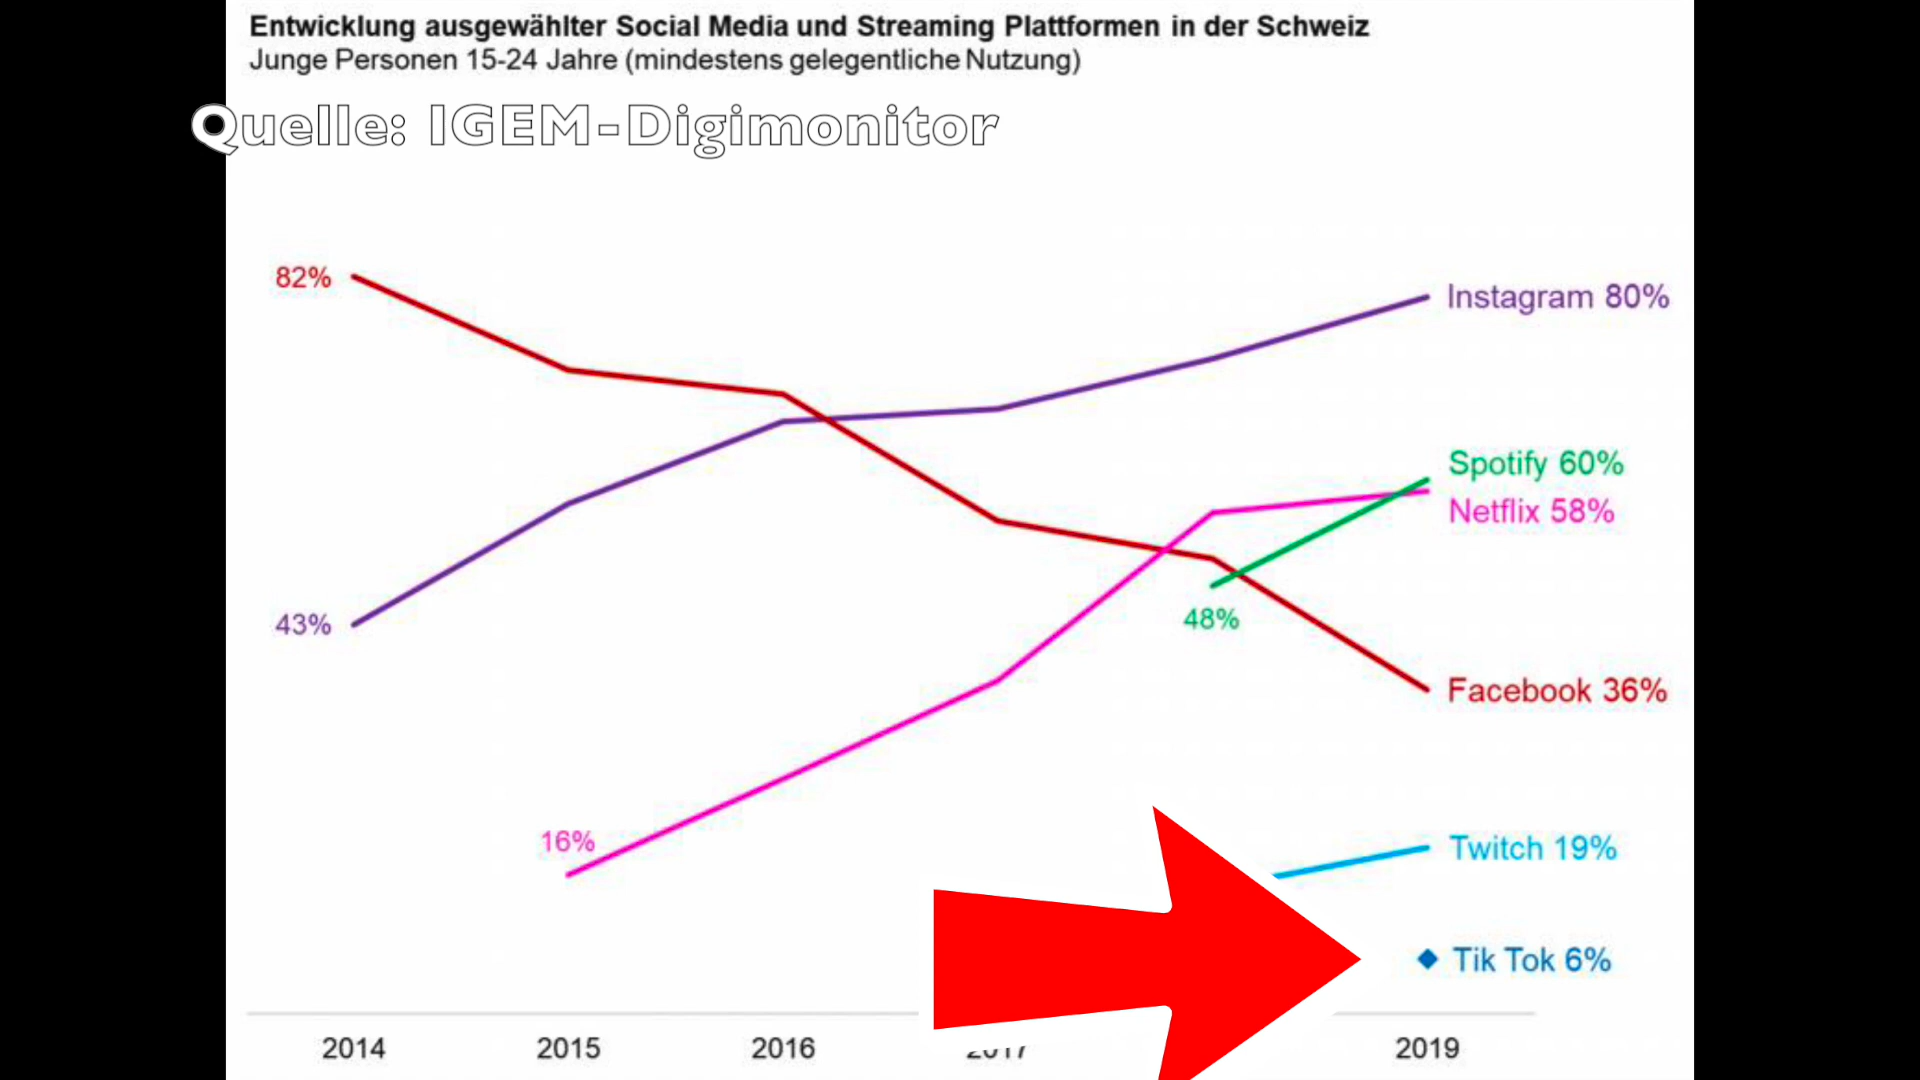 Entwicklung ausgewählter Social Media und Streaming Plattformen in der Schweiz
Junge Personen 15-24 Jahre (mindestens gelegentliche Nutzung)
Quelle: IGEM-Digimonitor
82%
Instagram 80%
Spotify 60%
Netflix 58%
43%
48%
Facebook 36%
16%
Twitch 19%
Tik Tok 6%
2014 2015 2016 2017 2019